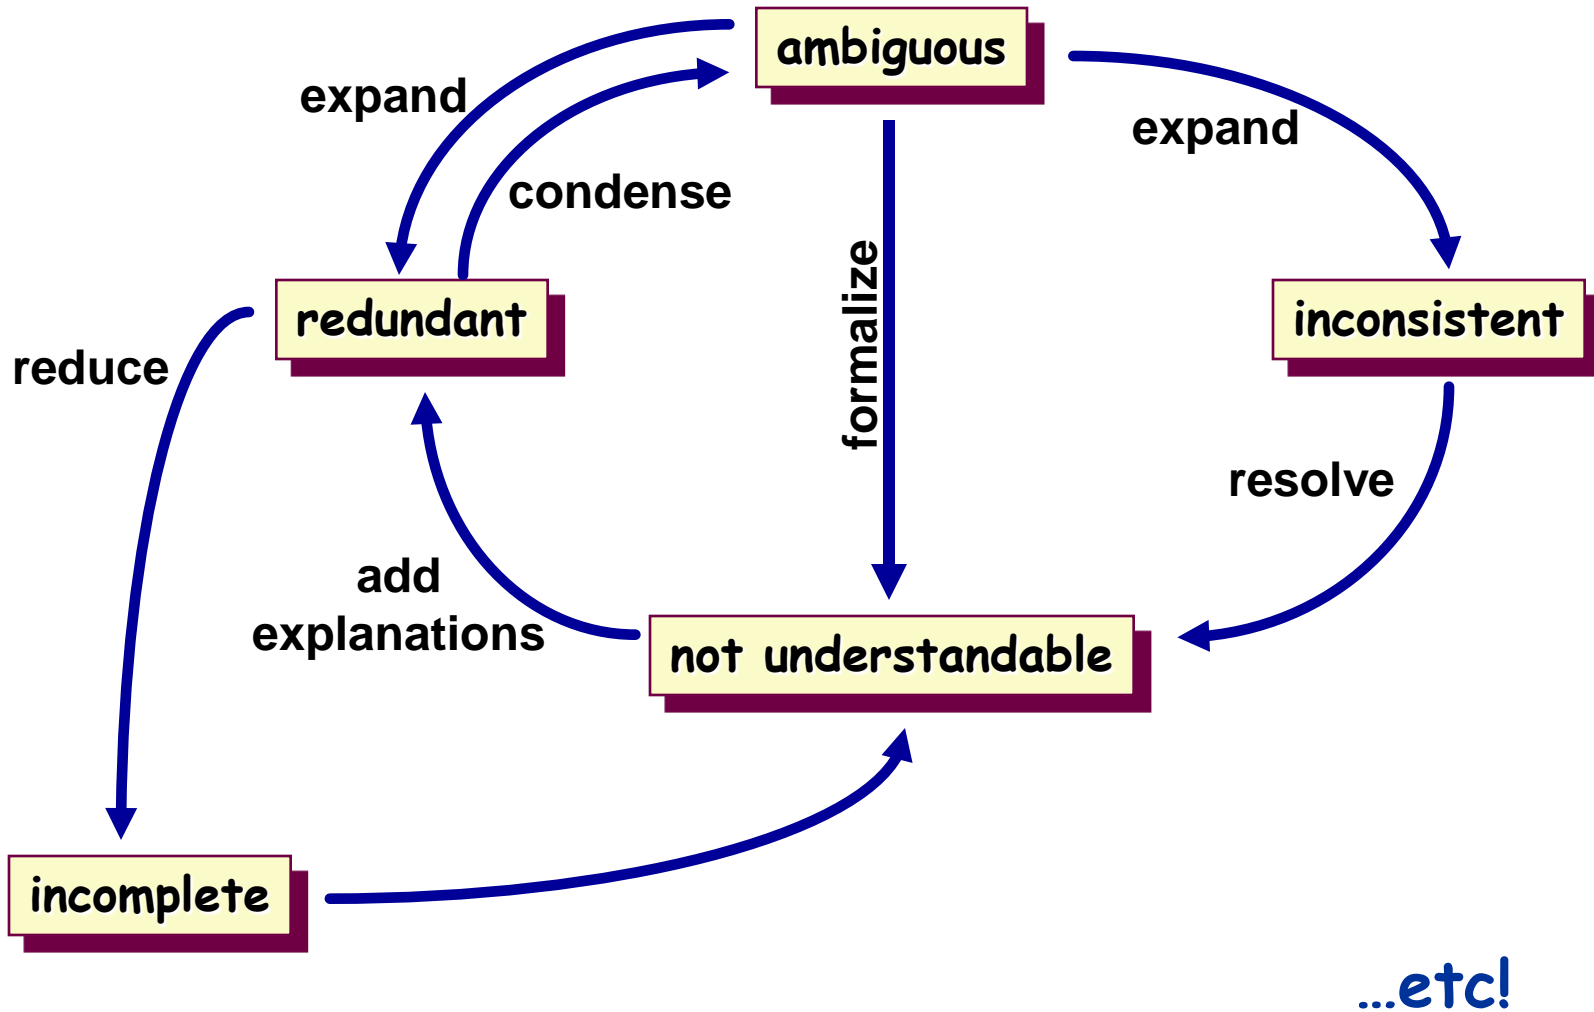 ambiguous
expand
expand
condense
formalize
redundant
inconsistent
reduce
resolve
add
explanations
not understandable
incomplete
...etc!